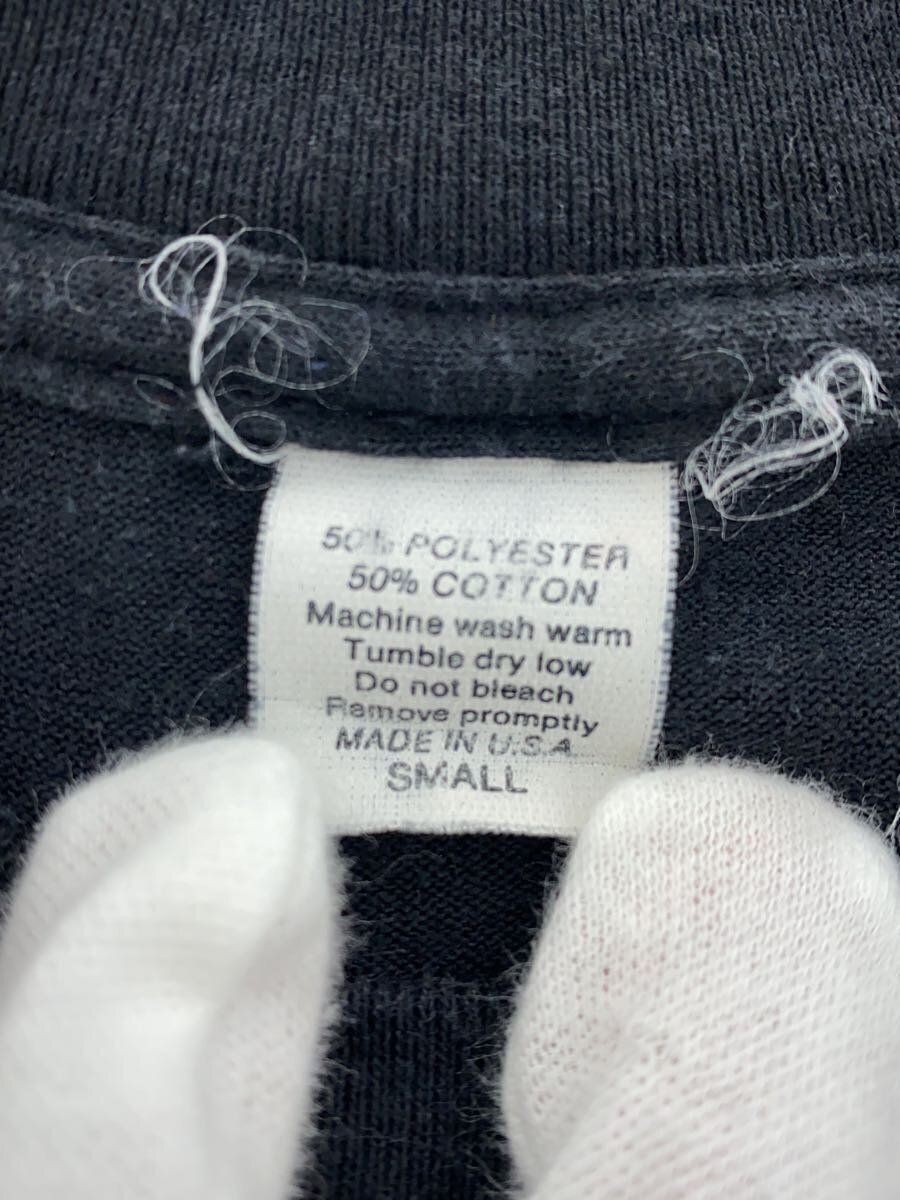 50% POLYESTER
50% COTTON
Machine wash warm
Tumble dry low
Do not bleach
Remove promptly
MADE IN U.S.A.
SMALL